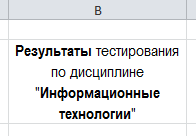 B
Результаты тестирования
по дисциплине
"Информационные
технологии"